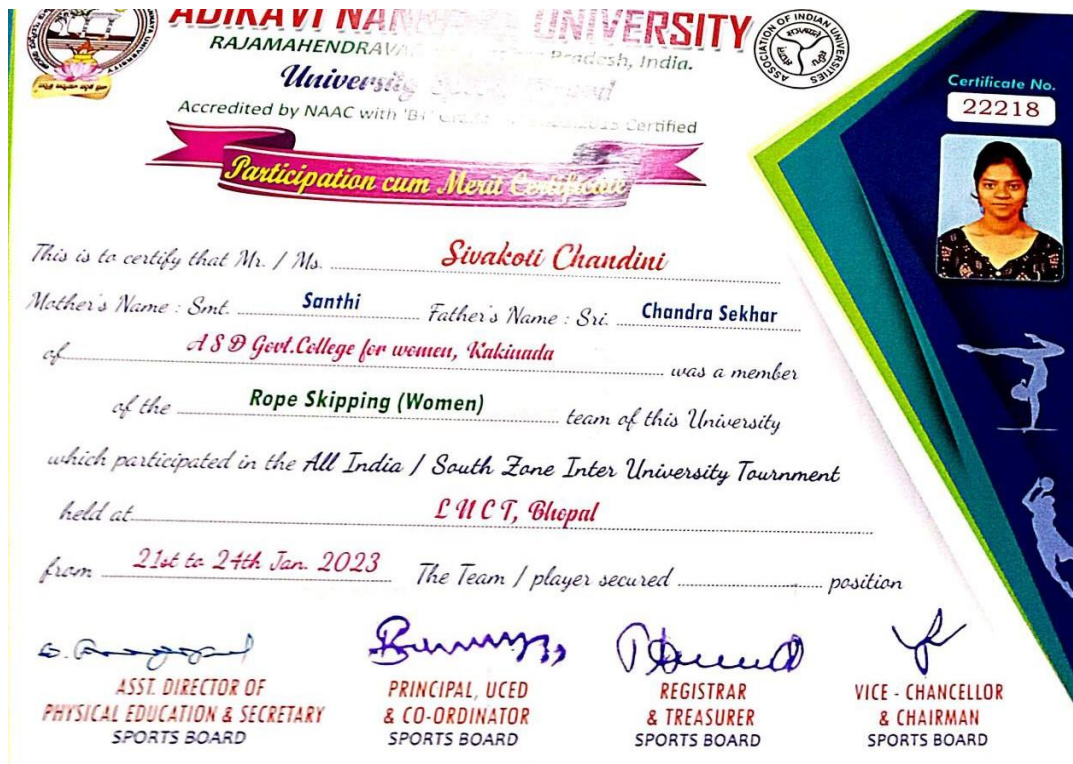 ADIKAVI UNIVERSITY
Pradesh, India.
University
Accredited by NAAC with Certified
Participation cum Merit Certificate
ASSOCIATION OF INDIAN UNIVERSITIES
Certificate No.
22218
This is to certify that Mr. / Ms. Sivakoti Chandini
Mother's Name : Smt. Santhi Father's Name : Sri. Chandra Sekhar
of A S D Govt.College for women, Kakinada was a member
of the Rope Skipping (Women) team of this University
which participated in the All India / South Zone Inter University Tournment
held at L N C T, Bhopal
from 21st to 24th Jan. 2023 The Team / player secured position
ASST. DIRECTOR OF
PHYSICAL EDUCATION & SECRETARY
SPORTS BOARD
PRINCIPAL, UCED
& CO-ORDINATOR
SPORTS BOARD
REGISTRAR
& TREASURER
SPORTS BOARD
VICE - CHANCELLOR
& CHAIRMAN
SPORTS BOARD